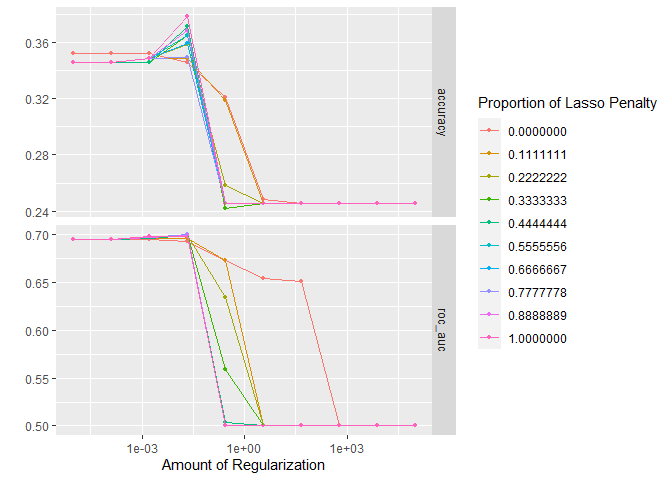 0.36
0.32
0.28
0.24
accuracy
0.70
0.65
0.60
0.55
0.50
roc_auc
1e-03
1e+00
1e+03
Amount of Regularization
Proportion of Lasso Penalty
0.0000000
0.1111111
0.2222222
0.3333333
0.4444444
0.5555556
0.6666667
0.7777778
0.8888889
1.0000000